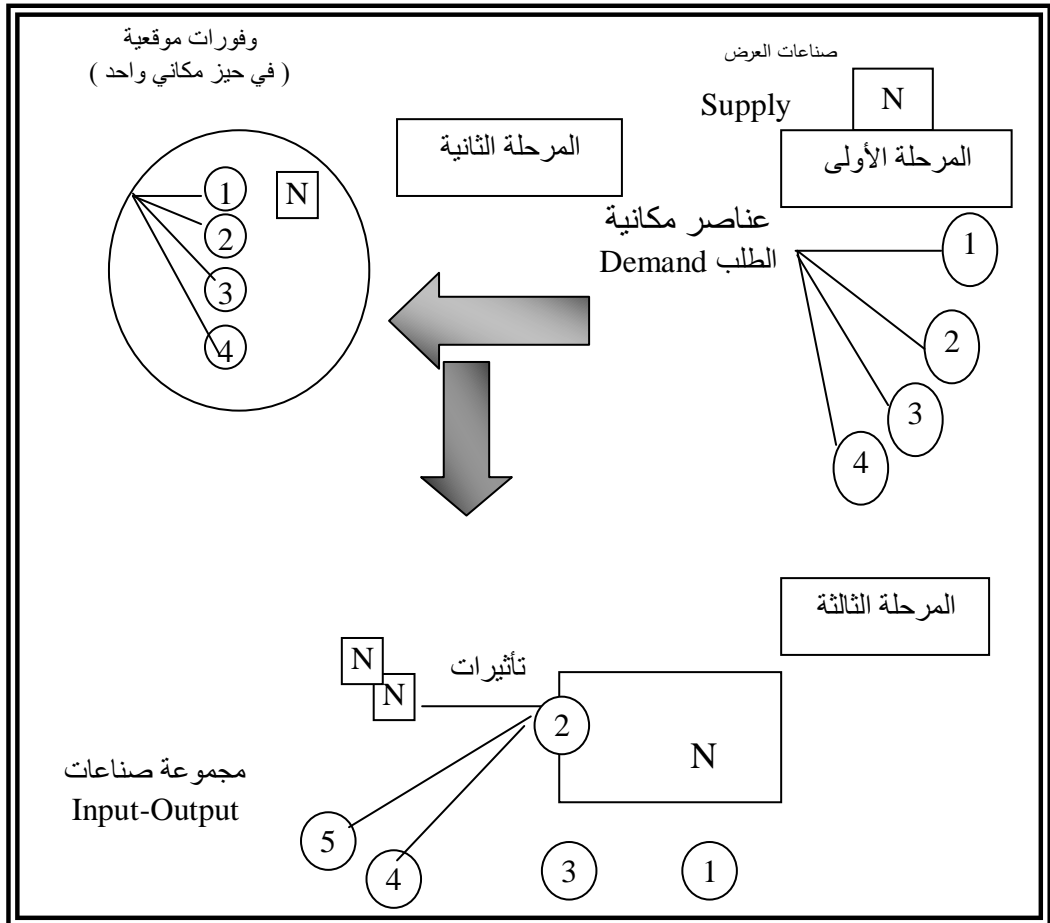 صناعات العرض
Supply
N
المرحلة الأولى
عناصر مكانية
الطلب Demand
1
2
3
4
وفورات موقعية
( في حيز مكاني واحد )
المرحلة الثانية
1
N
2
3
4
المرحلة الثالثة
تأثيرات
N
N
2
N
مجموعة صناعات
Input-Output
5
4
3
1